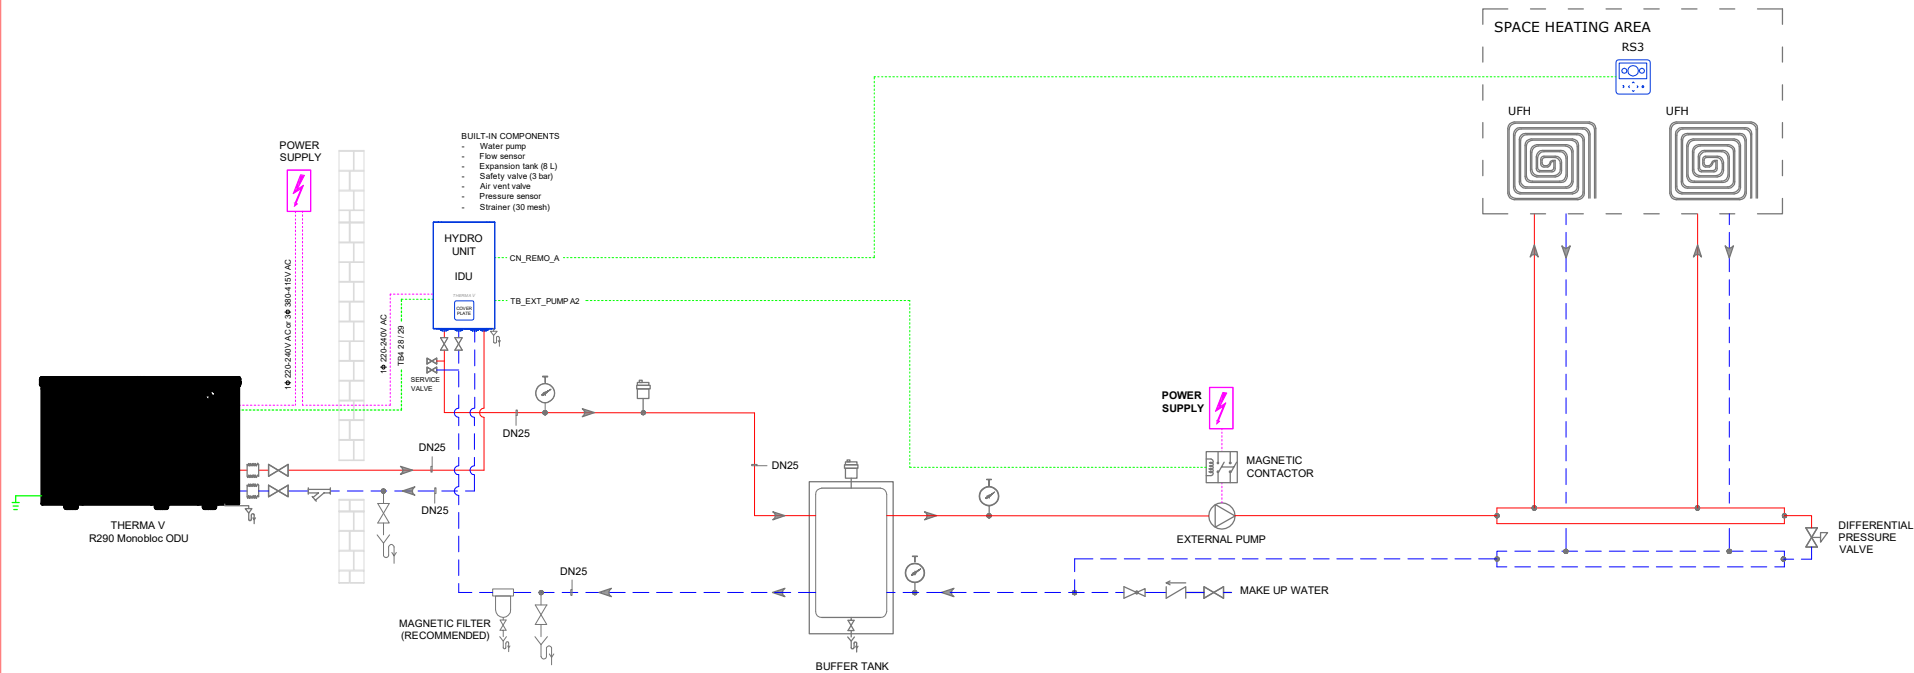 SPACE HEATING AREA
RS3
UFH
UFH
BUILT-IN COMPONENTS
- Water pump
- Flow sensor
- Expansion tank (8 L)
- Safety valve (3 bar)
- Air vent valve
- Pressure sensor
- Strainer (30 mesh)
POWER
SUPPLY
HYDRO
UNIT
IDU
THERMA V
COVER
PLATE
CN_REMO_A
TB_EXT_PUMP A2
1Φ 220-240V AC or 3Φ 380-415V AC
1Φ 220-240V AC
TB4 28 / 29
SERVICE
VALVE
DN25
DN25
DN25
DN25
DN25
THERMA V
R290 Monobloc ODU
POWER
SUPPLY
MAGNETIC
CONTACTOR
EXTERNAL PUMP
DIFFERENTIAL
PRESSURE
VALVE
MAKE UP WATER
MAGNETIC FILTER
(RECOMMENDED)
BUFFER TANK